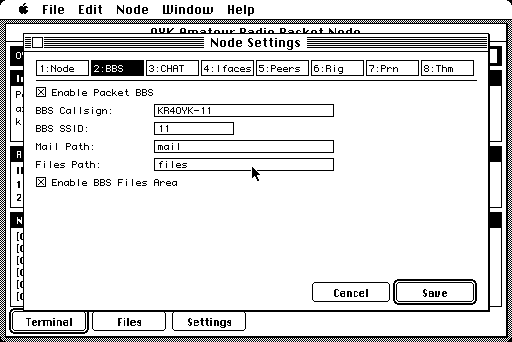 File Edit Node Window Help
OYK Amateur Radio Packet Node
Node Settings
1:Node 2:BBS 3:CHAT 4:Ifaces 5:Peers 6:Rig 7:Prn 8:Thm
Enable Packet BBS
BBS Callsign: KR4OYK-11
BBS SSID: 11
Mail Path: mail
Files Path: files
Enable BBS Files Area
Cancel Save
Terminal Files Settings